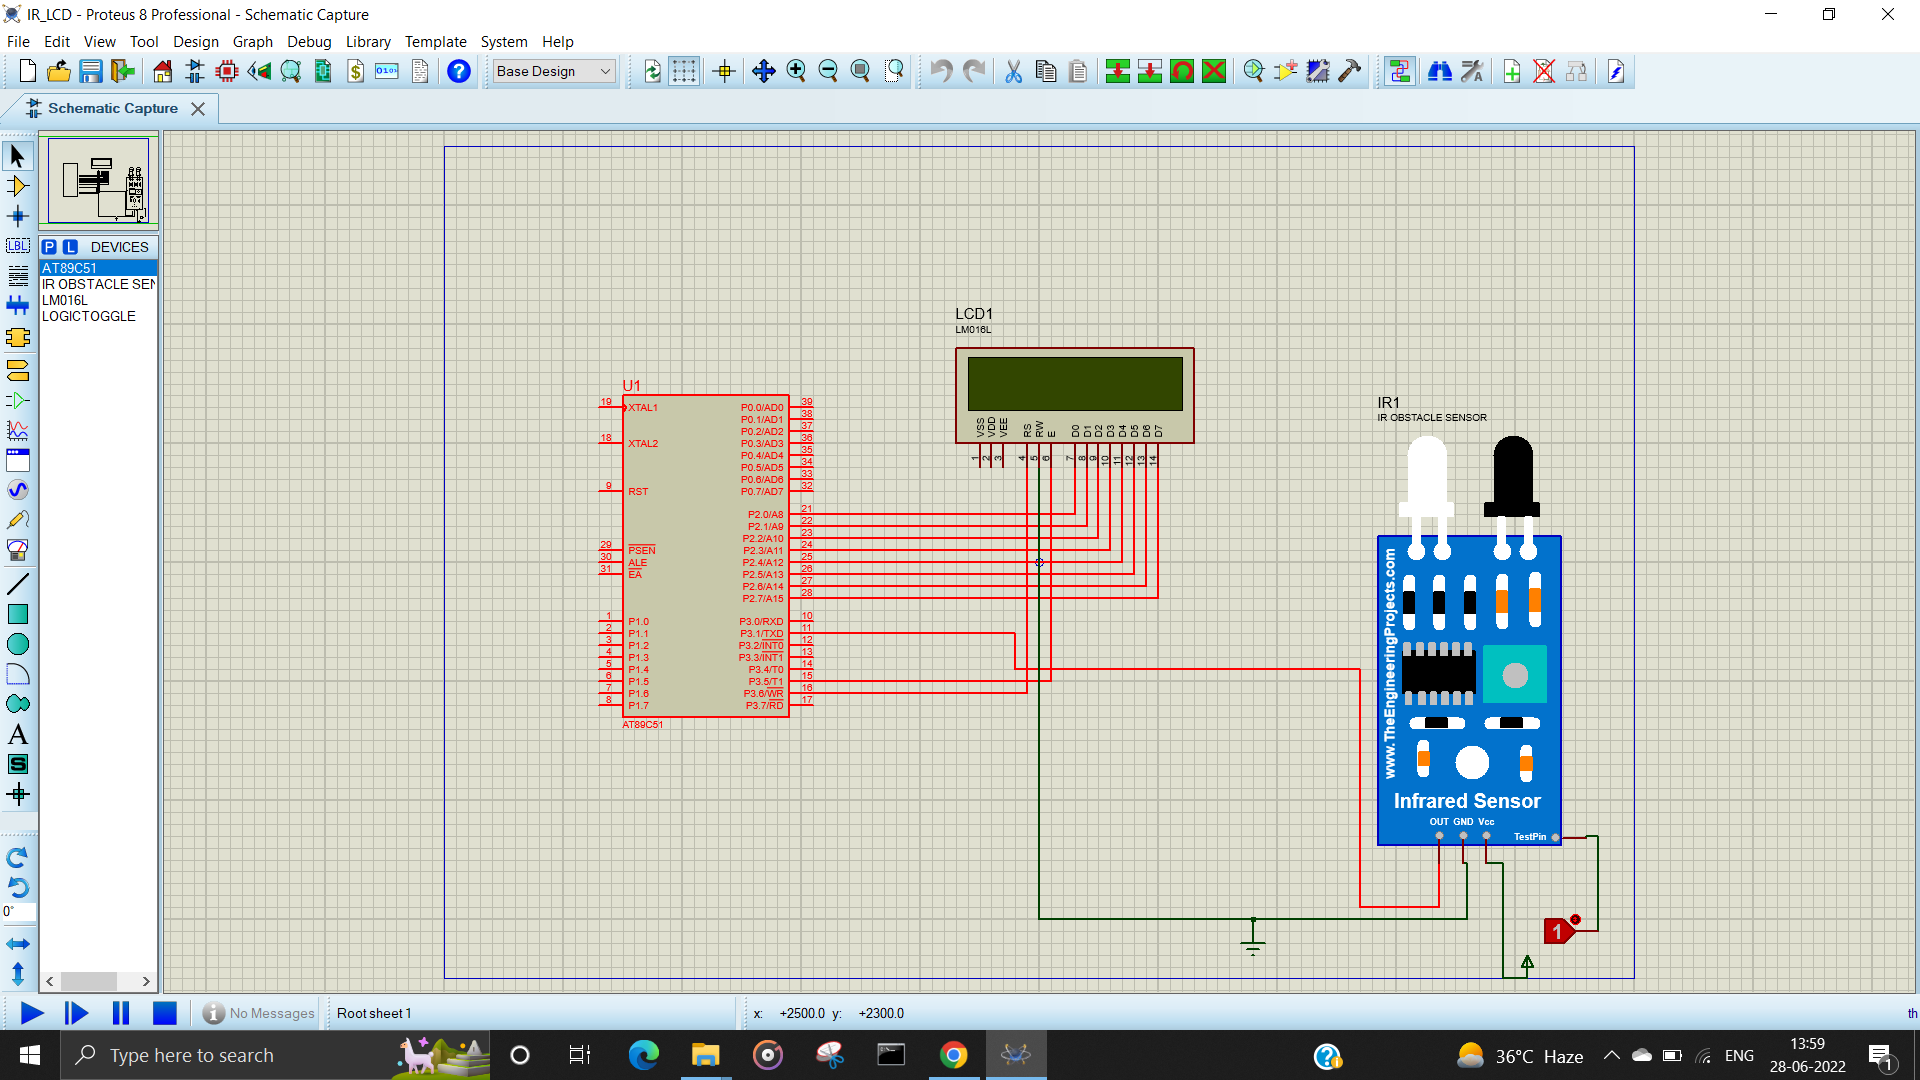 IR_LCD - Proteus 8 Professional - Schematic Capture
File Edit View Tool Design Graph Debug Library Template System Help
Base Design
Schematic Capture
P L DEVICES
AT89C51
IR OBSTACLE SEN
LM016L
LOGICTOGGLE
LBL
A
S
0°
LCD1
LM016L
VSS
VDD
VEE
RS
RW
E
D0
D1
D2
D3
D4
D5
D6
D7
1
2
3
4
5
6
7
8
9
10
11
12
13
14
U1
19 XTAL1
18 XTAL2
9 RST
29 PSEN
30 ALE
31 EA
1 P1.0
2 P1.1
3 P1.2
4 P1.3
5 P1.4
6 P1.5
7 P1.6
8 P1.7
P0.0/AD0 39
P0.1/AD1 38
P0.2/AD2 37
P0.3/AD3 36
P0.4/AD4 35
P0.5/AD5 34
P0.6/AD6 33
P0.7/AD7 32
P2.0/A8 21
P2.1/A9 22
P2.2/A10 23
P2.3/A11 24
P2.4/A12 25
P2.5/A13 26
P2.6/A14 27
P2.7/A15 28
P3.0/RXD 10
P3.1/TXD 11
P3.2/INT0 12
P3.3/INT1 13
P3.4/T0 14
P3.5/T1 15
P3.6/WR 16
P3.7/RD 17
AT89C51
IR1
IR OBSTACLE SENSOR
www.TheEngineeringProjects.com
Infrared Sensor
OUT GND Vcc
TestPin
1
No Messages
Root sheet 1
x: +2500.0 y: +2300.0
th
Type here to search
36°C Haze
ENG
13:59
28-06-2022
1